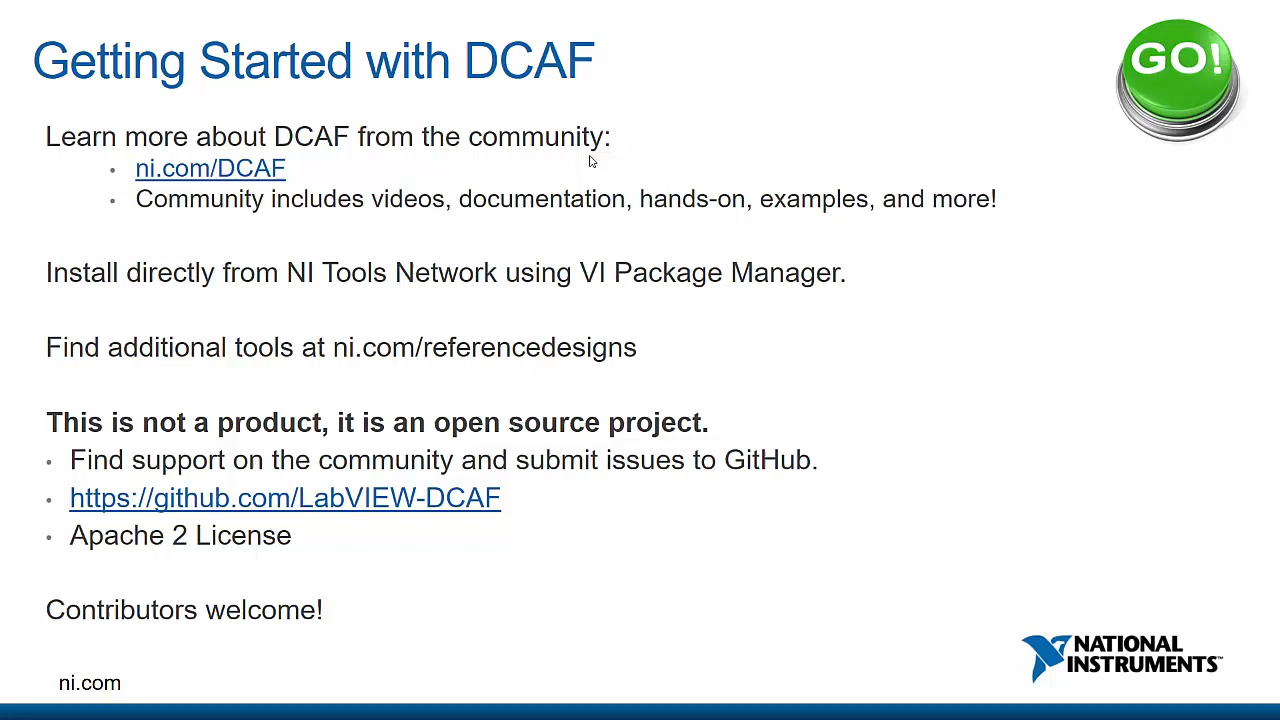 Getting Started with DCAF
GO!
Learn more about DCAF from the community:
• ni.com/DCAF
• Community includes videos, documentation, hands-on, examples, and more!
Install directly from NI Tools Network using VI Package Manager.
Find additional tools at ni.com/referencedesigns
This is not a product, it is an open source project.
• Find support on the community and submit issues to GitHub.
• https://github.com/LabVIEW-DCAF
• Apache 2 License
Contributors welcome!
NATIONAL
INSTRUMENTS™
ni.com